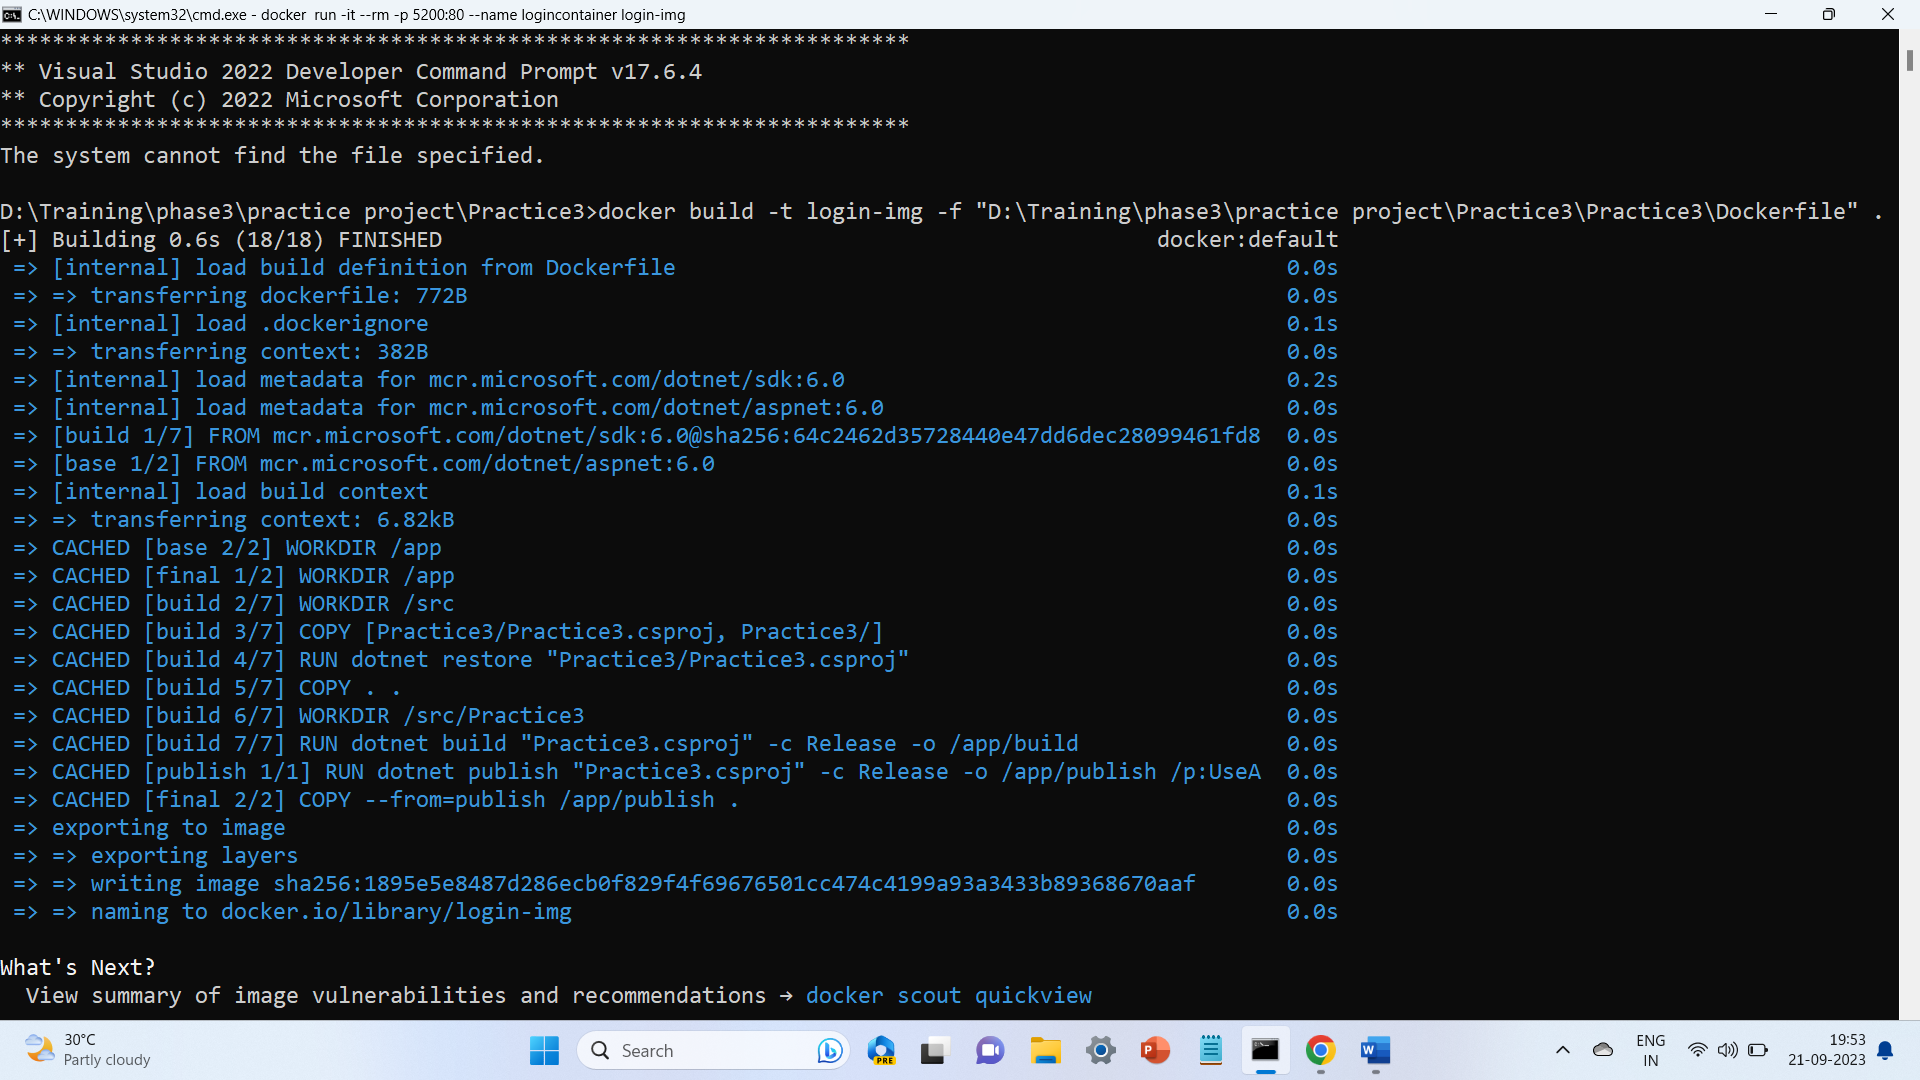 C:\WINDOWS\system32\cmd.exe - docker  run -it --rm -p 5200:80 --name logincontainer login-img
**********************************************************************
** Visual Studio 2022 Developer Command Prompt v17.6.4
** Copyright (c) 2022 Microsoft Corporation
**********************************************************************
The system cannot find the file specified.
D:\Training\phase3\practice project\Practice3>docker build -t login-img -f "D:\Training\phase3\practice project\Practice3\Practice3\Dockerfile" .
[+] Building 0.6s (18/18) FINISHED docker:default
=> [internal] load build definition from Dockerfile 0.0s
=> => transferring dockerfile: 772B 0.0s
=> [internal] load .dockerignore 0.1s
=> => transferring context: 382B 0.0s
=> [internal] load metadata for mcr.microsoft.com/dotnet/sdk:6.0 0.2s
=> [internal] load metadata for mcr.microsoft.com/dotnet/aspnet:6.0 0.0s
=> [build 1/7] FROM mcr.microsoft.com/dotnet/sdk:6.0@sha256:64c2462d35728440e47dd6dec28099461fd8 0.0s
=> [base 1/2] FROM mcr.microsoft.com/dotnet/aspnet:6.0 0.0s
=> [internal] load build context 0.1s
=> => transferring context: 6.82kB 0.0s
=> CACHED [base 2/2] WORKDIR /app 0.0s
=> CACHED [final 1/2] WORKDIR /app 0.0s
=> CACHED [build 2/7] WORKDIR /src 0.0s
=> CACHED [build 3/7] COPY [Practice3/Practice3.csproj, Practice3/] 0.0s
=> CACHED [build 4/7] RUN dotnet restore "Practice3/Practice3.csproj" 0.0s
=> CACHED [build 5/7] COPY . . 0.0s
=> CACHED [build 6/7] WORKDIR /src/Practice3 0.0s
=> CACHED [build 7/7] RUN dotnet build "Practice3.csproj" -c Release -o /app/build 0.0s
=> CACHED [publish 1/1] RUN dotnet publish "Practice3.csproj" -c Release -o /app/publish /p:UseA 0.0s
=> CACHED [final 2/2] COPY --from=publish /app/publish . 0.0s
=> exporting to image 0.0s
=> => exporting layers 0.0s
=> => writing image sha256:1895e5e8487d286ecb0f829f4f69676501cc474c4199a93a3433b89368670aaf 0.0s
=> => naming to docker.io/library/login-img 0.0s
What's Next?
View summary of image vulnerabilities and recommendations → docker scout quickview
30°C
Partly cloudy
Search
PRE
ENG
IN
19:53
21-09-2023